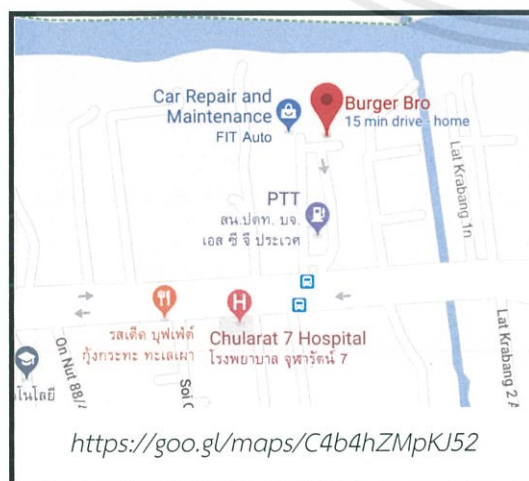 Car Repair and
Maintenance
FIT Auto
Burger Bro
15 min drive - home
Lat Krabang 1n
PTT
สน.ปตท. บจ.
เอส ซี จี ประเวศ
รสเด็ด บุฟเฟ่ต์
กุ้งกระทะ ทะเลเผา
Chularat 7 Hospital
โรงพยาบาล จุฬารัตน์ 7
On Nut 88/
Soi
Lat Krabang 2
โนโลยี
https://goo.gl/maps/C4b4hZMpKJ52